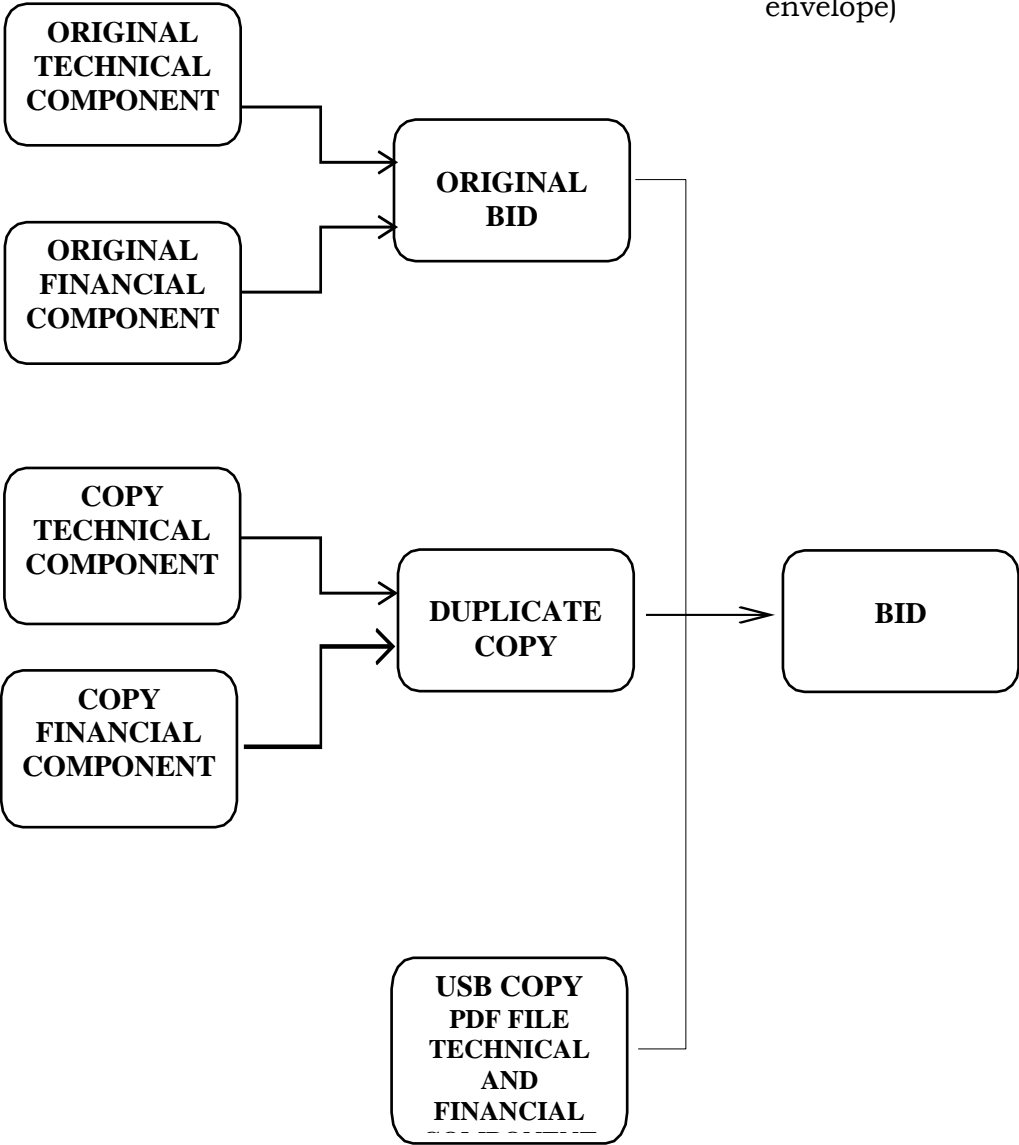 envelope)
ORIGINAL
TECHNICAL
COMPONENT
ORIGINAL
BID
ORIGINAL
FINANCIAL
COMPONENT
COPY
TECHNICAL
COMPONENT
DUPLICATE
COPY
BID
COPY
FINANCIAL
COMPONENT
USB COPY
PDF FILE
TECHNICAL
AND
FINANCIAL